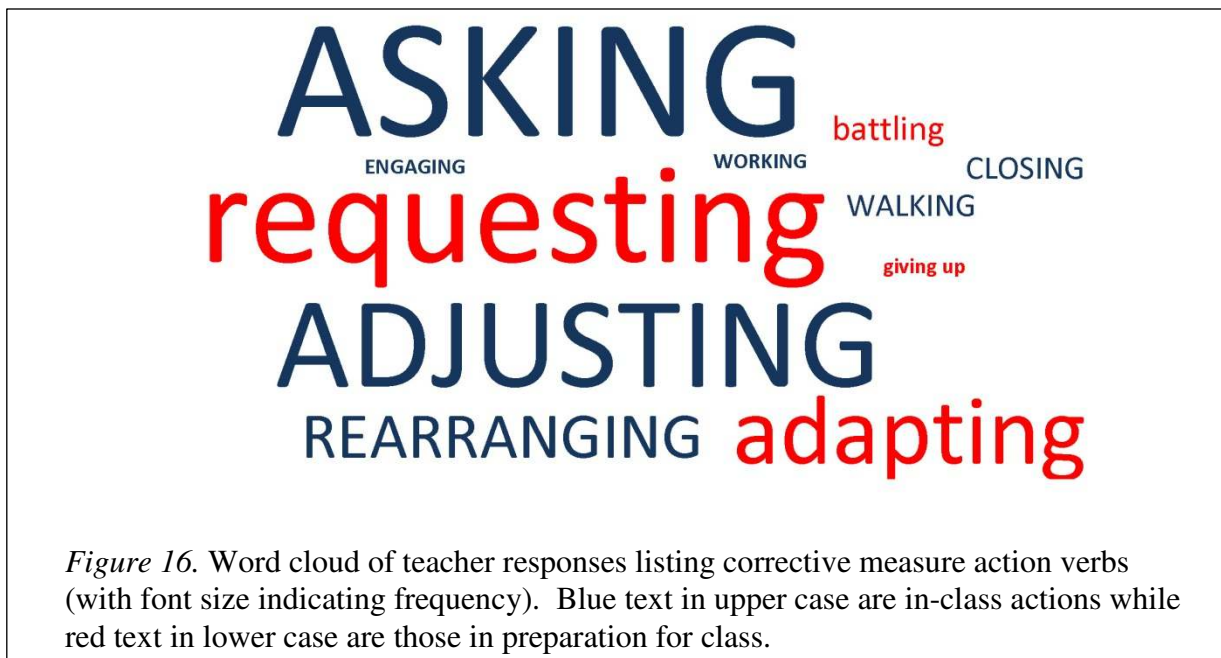 ASKING
battling
ENGAGING
WORKING
CLOSING
requesting
WALKING
giving up
ADJUSTING
REARRANGING
adapting
Figure 16. Word cloud of teacher responses listing corrective measure action verbs
(with font size indicating frequency). Blue text in upper case are in-class actions while
red text in lower case are those in preparation for class.